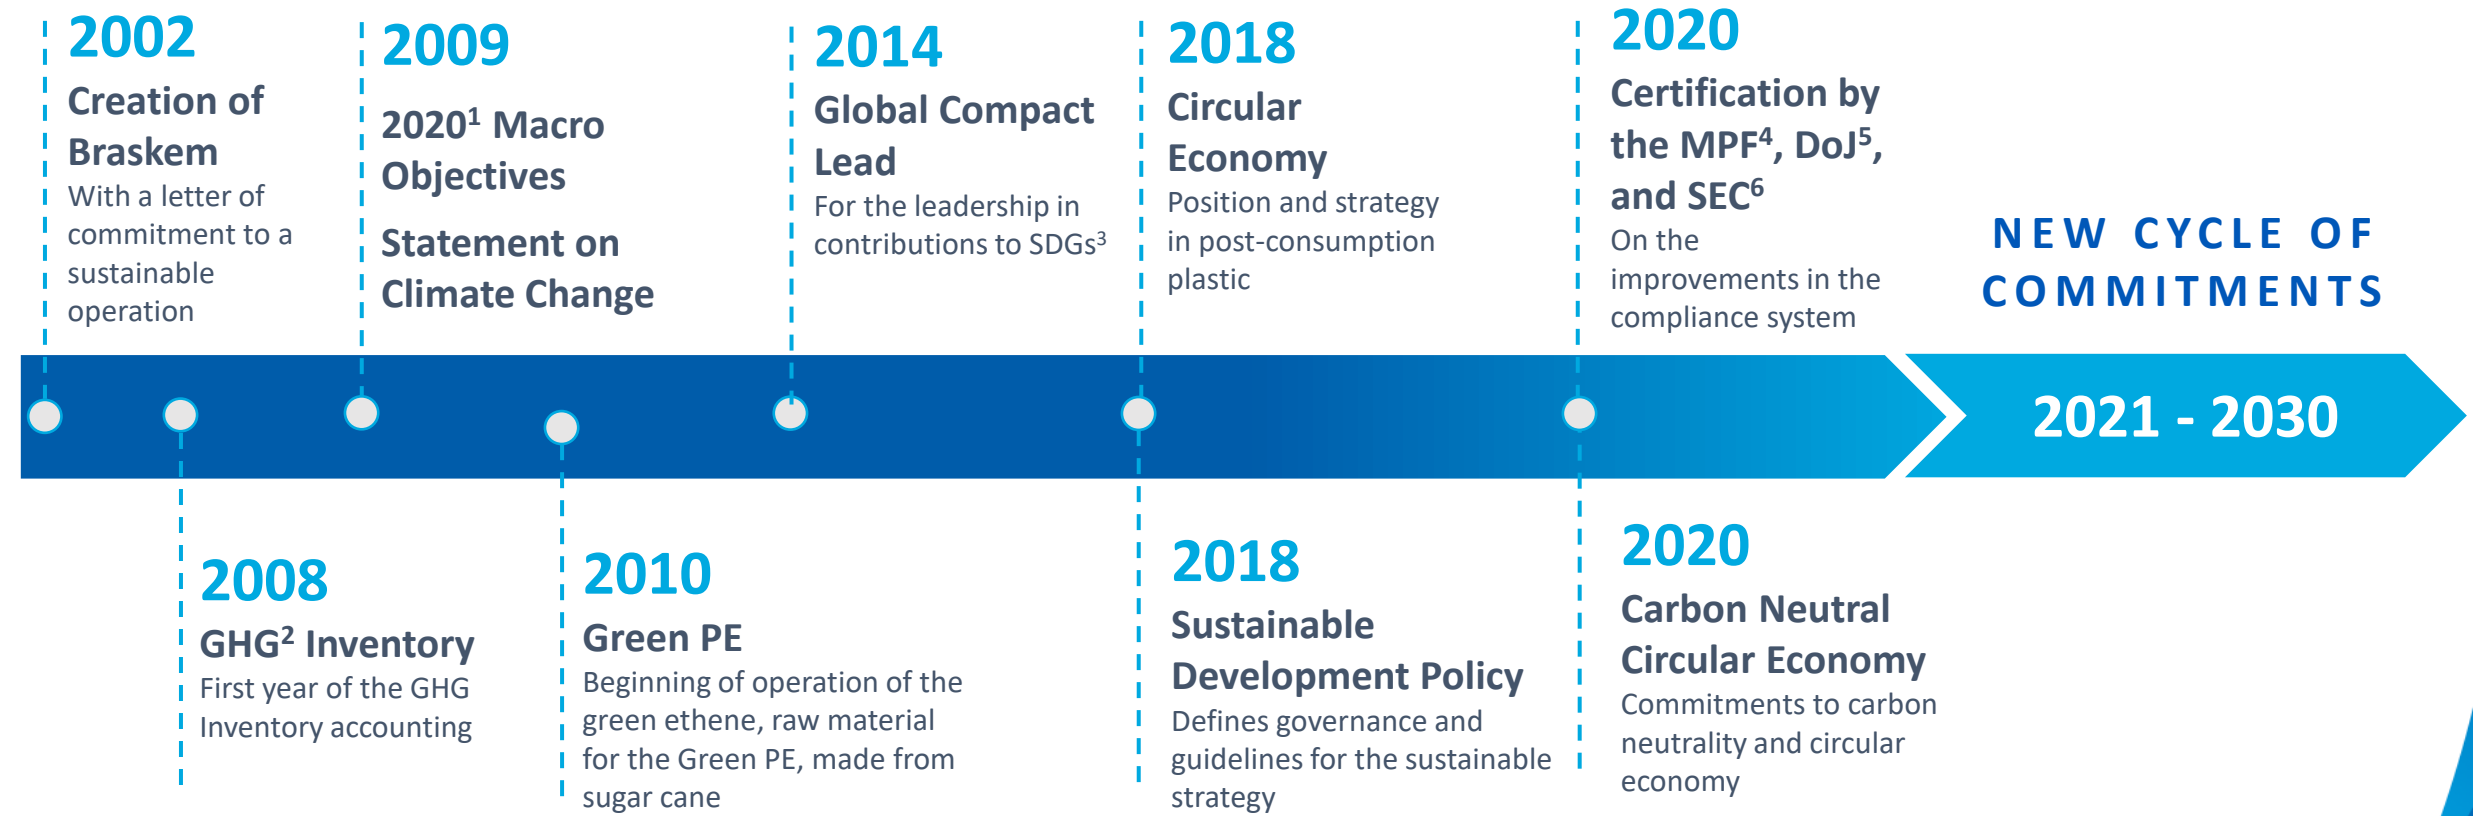 2002
Creation of
Braskem
With a letter of
commitment to a
sustainable
operation
2009
2020¹ Macro
Objectives
Statement on
Climate Change
2014
Global Compact
Lead
For the leadership in
contributions to SDGs³
2018
Circular
Economy
Position and strategy
in post-consumption
plastic
2020
Certification by
the MPF⁴, DoJ⁵,
and SEC⁶
On the
improvements in the
compliance system
NEW CYCLE OF
COMMITMENTS
2021 - 2030
2008
GHG² Inventory
First year of the GHG
Inventory accounting
2010
Green PE
Beginning of operation of the
green ethene, raw material
for the Green PE, made from
sugar cane
2018
Sustainable
Development Policy
Defines governance and
guidelines for the sustainable
strategy
2020
Carbon Neutral
Circular Economy
Commitments to carbon
neutrality and circular
economy